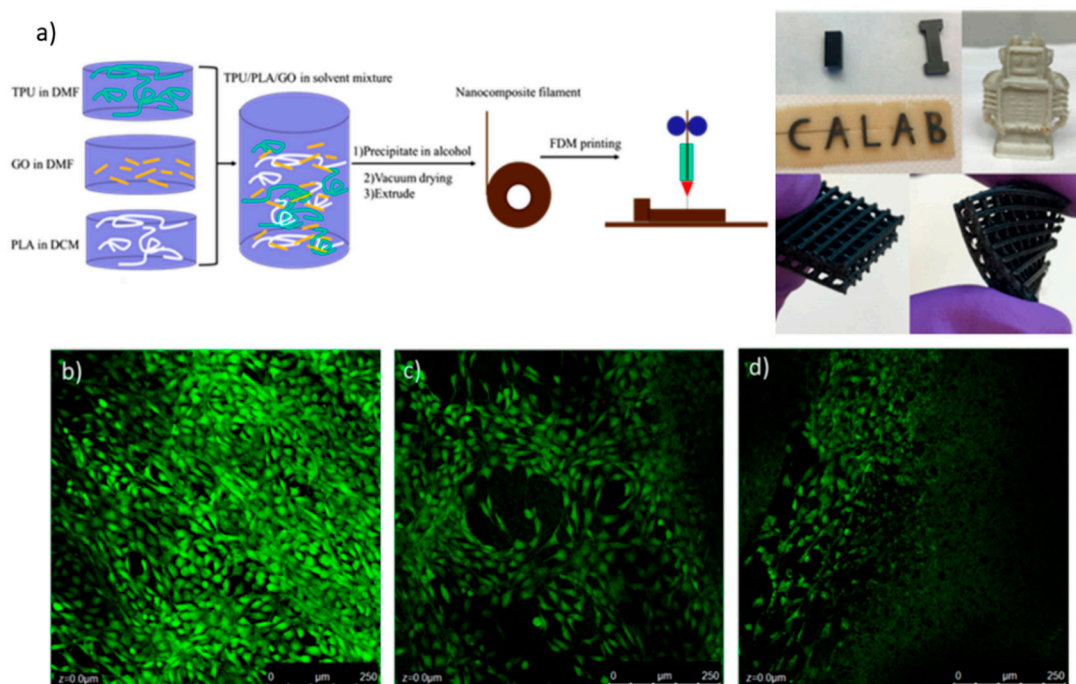 a)
TPU in DMF
GO in DMF
PLA in DCM
TPU/PLA/GO in solvent mixture
1)Precipitate in alcohol
2)Vacuum drying
3)Extrude
Nanocomposite filament
FDM printing
CALAB
b)
z=0.0μm
0 μm 250
c)
z=0.0μm
0 μm 250
d)
z=0.0μm
0 μm 250